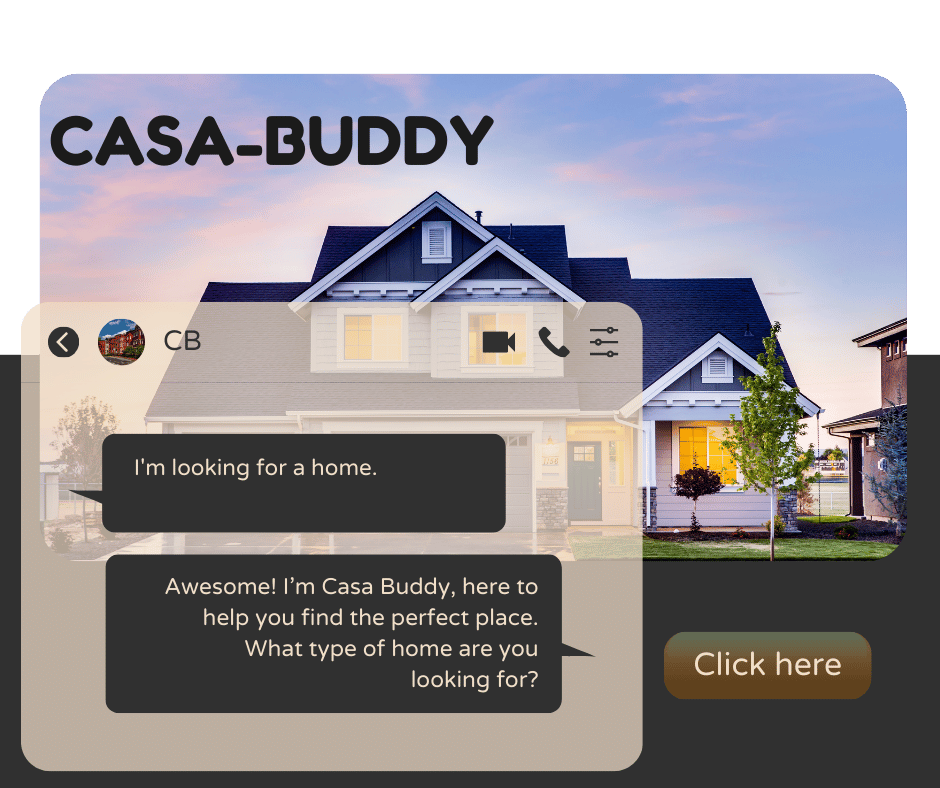 CASA-BUDDY
CB
I'm looking for a home.
Awesome! I’m Casa Buddy, here to
help you find the perfect place.
What type of home are you
looking for?
Click here